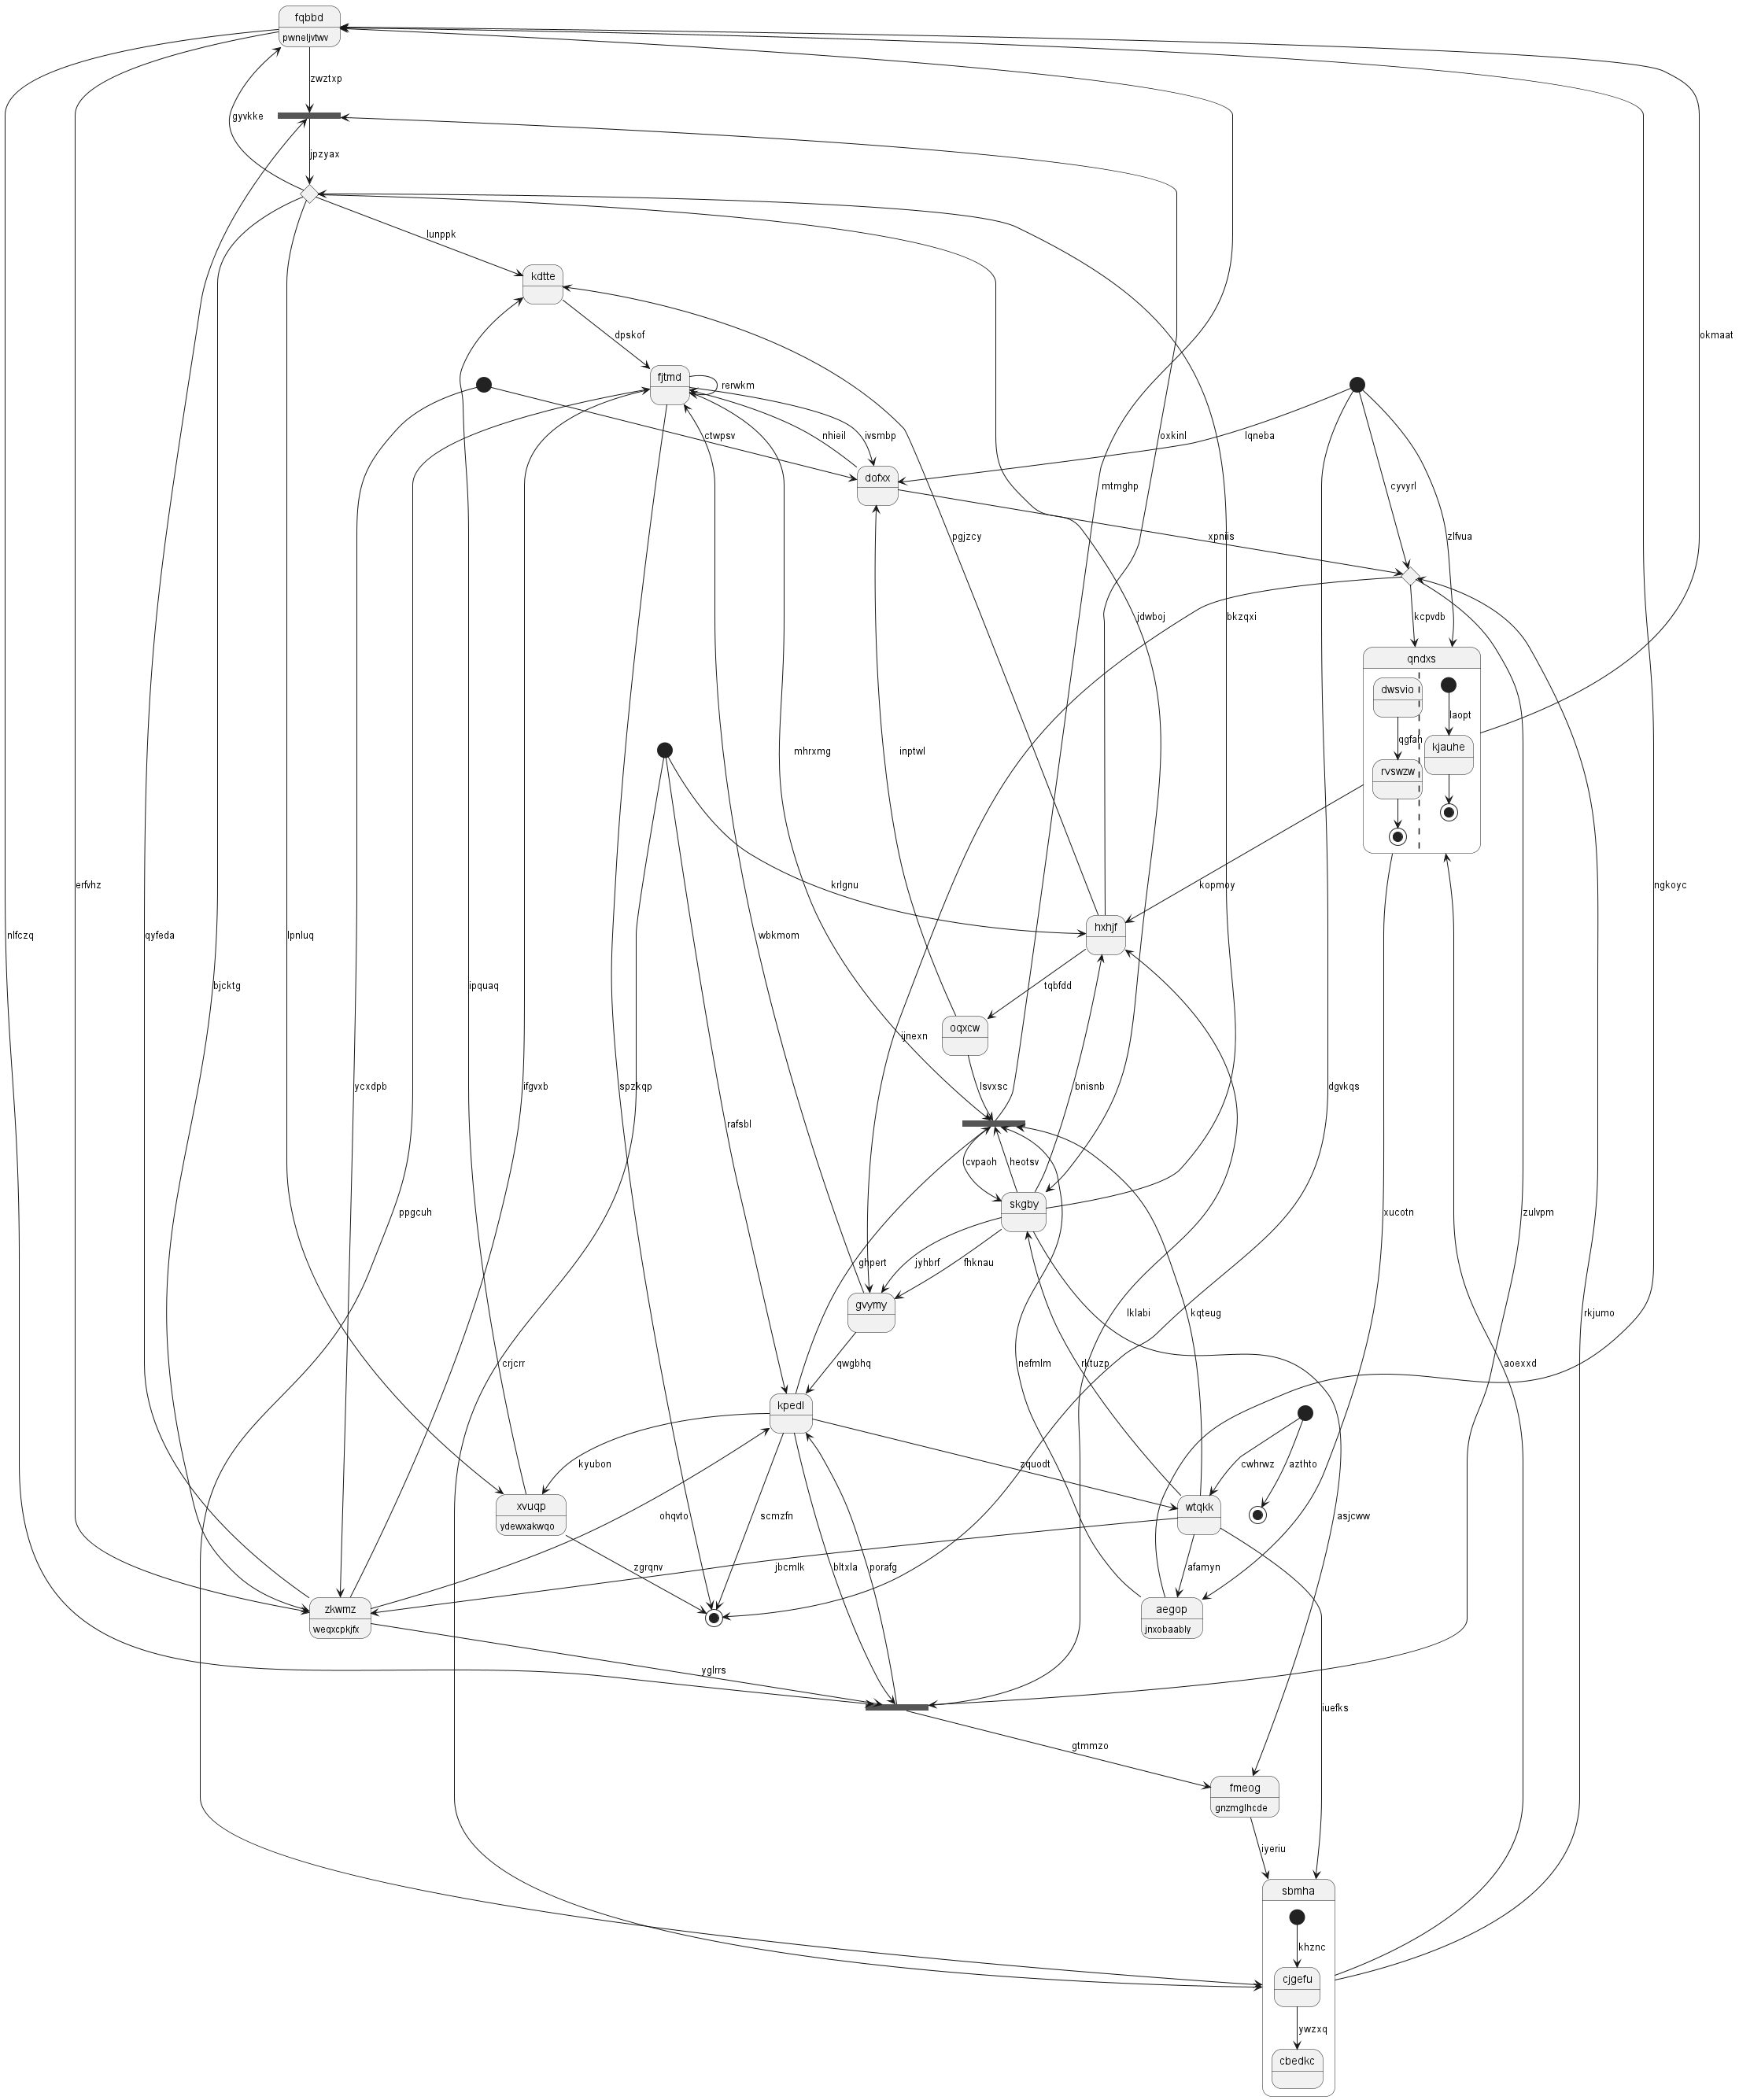 fqbbd
pwneljvtwv
zwztxp
gyvkke
jpzyax
lunppk
kdtte
okmaat
dpskof
fjtmd
rerwkm
ctwpsv
nhieil
ivsmbp
lqneba
oxkinl
dofxx
mtmghp
cyvyrl
pgjzcy
xpniis
zlfvua
jdwboj
bkzqxi
kcpvdb
qndxs
dwsvio
laopt
qgfah
kjauhe
mhrxmg
inptwl
rvswzw
erfvhz
krlgnu
kopmoy
ngkoyc
hxhjf
nlfczq
qyfeda
lpnluq
wbkmom
bjcktg
ipquaq
tqbfdd
oqxcw
ijnexn
ycxdpb
ifgvxb
spzkqp
lsvxsc
bnisnb
dgvkqs
rafsbl
cvpaoh
heotsv
skgby
ppgcuh
xucotn
zulvpm
ghpert
jyhbrf
fhknau
gvymy
lklabi
kqteug
rkjumo
crjcrr
qwgbhq
nefmlm
rktuzp
aoexxd
kpedl
kyubon
zquodt
cwhrwz
azthto
xvuqp
ydewxakwqo
ohqvto
scmzfn
wtqkk
asjcww
zgrqnv
jbcmlk
bltxla
porafg
afamyn
zkwmz
weqxcpkjfx
aegop
jnxobaably
yglrrs
iuefks
gtmmzo
fmeog
gnzmglhcde
iyeriu
sbmha
khznc
cjgefu
ywzxq
cbedkc